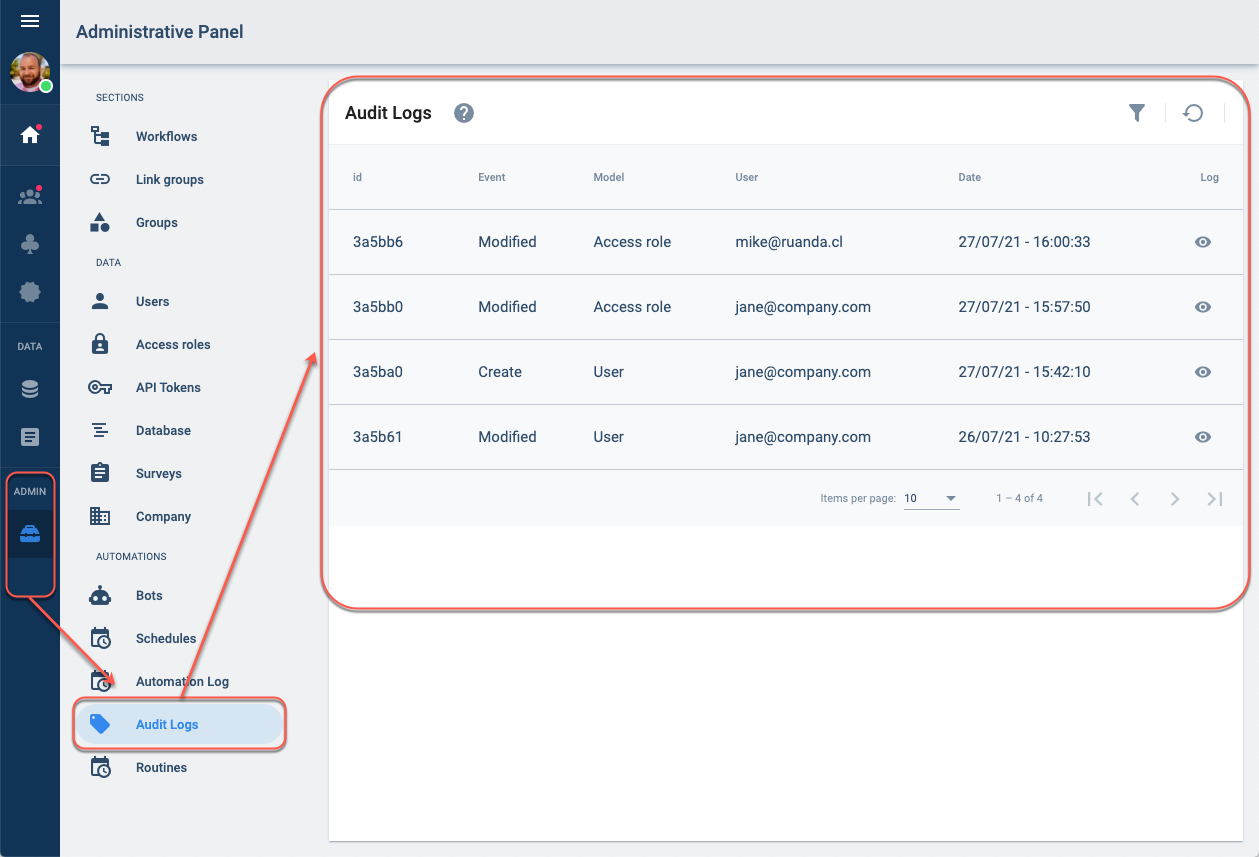 Administrative Panel
DATA
ADMIN
SECTIONS
Workflows
Link groups
Groups
DATA
Users
Access roles
API Tokens
Database
Surveys
Company
AUTOMATIONS
Bots
Schedules
Automation Log
Audit Logs
Routines
Audit Logs ?
id Event Model User Date Log
3a5bb6 Modified Access role mike@ruanda.cl 27/07/21 - 16:00:33
3a5bb0 Modified Access role jane@company.com 27/07/21 - 15:57:50
3a5ba0 Create User jane@company.com 27/07/21 - 15:42:10
3a5b61 Modified User jane@company.com 26/07/21 - 10:27:53
Items per page: 10 1 – 4 of 4